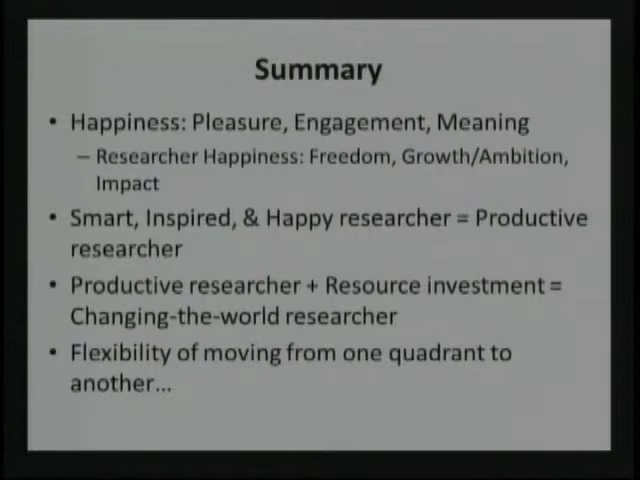 Summary
• Happiness: Pleasure, Engagement, Meaning
– Researcher Happiness: Freedom, Growth/Ambition,
Impact
• Smart, Inspired, & Happy researcher = Productive
researcher
• Productive researcher + Resource investment =
Changing-the-world researcher
• Flexibility of moving from one quadrant to
another…